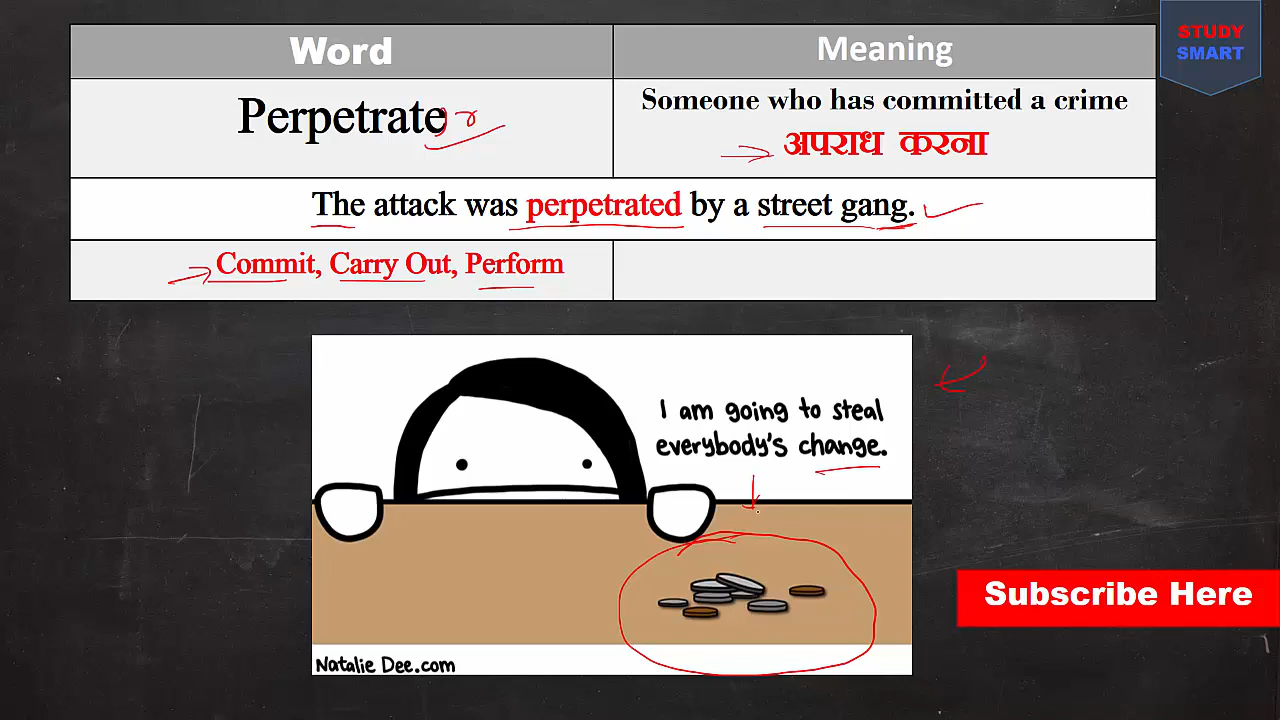 STUDY
SMART
Word
Meaning
Perpetrate
Someone who has committed a crime
अपराध करना
The attack was perpetrated by a street gang.
Commit, Carry Out, Perform
I am going to steal
everybody's change.
Subscribe Here
Natalie Dee.com